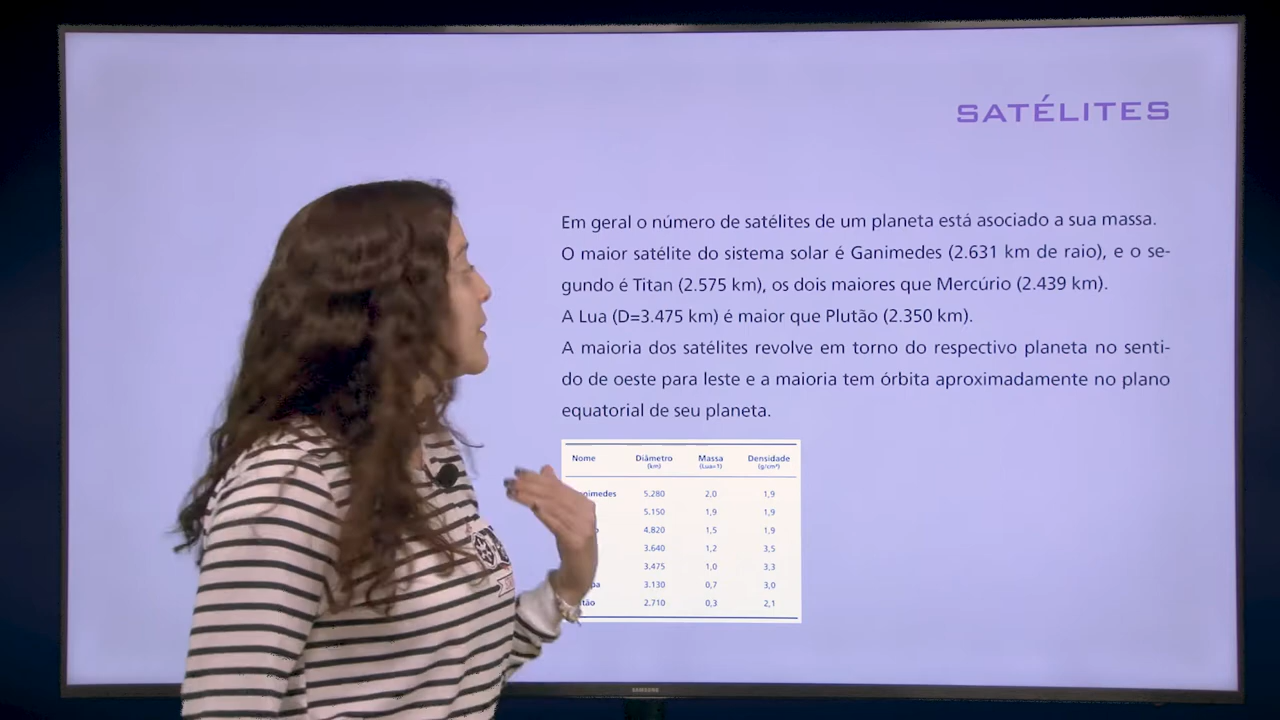 SATÉLITES
Em geral o número de satélites de um planeta está asociado a sua massa.
O maior satélite do sistema solar é Ganimedes (2.631 km de raio), e o se-
gundo é Titan (2.575 km), os dois maiores que Mercúrio (2.439 km).
A Lua (D=3.475 km) é maior que Plutão (2.350 km).
A maioria dos satélites revolve em torno do respectivo planeta no senti-
do de oeste para leste e a maioria tem órbita aproximadamente no plano
equatorial de seu planeta.
Nome Diâmetro Massa Densidade
(km) (Lua=1) (g/cm³)
5.280 2,0 1,9
5.150 1,9 1,9
4.820 1,5 1,9
3.640 1,2 3,5
3.475 1,0 3,3
3.130 0,7 3,0
2.710 0,3 2,1
SAMSUNG